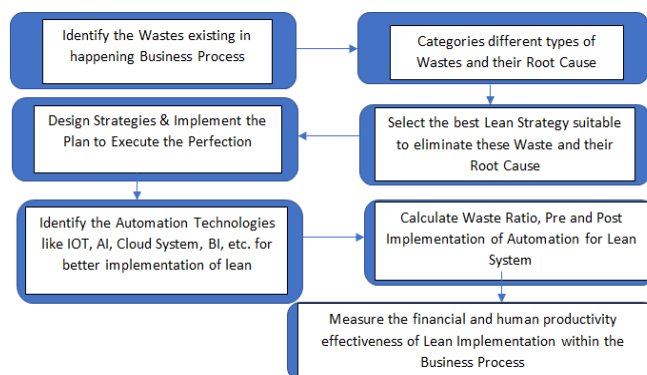 Identify the Wastes existing in
happening Business Process
Categories different types of
Wastes and their Root Cause
Select the best Lean Strategy suitable
to eliminate these Waste and their
Root Cause
Design Strategies & Implement the
Plan to Execute the Perfection
Identify the Automation Technologies
like IOT, AI, Cloud System, BI, etc. for
better implementation of lean
Calculate Waste Ratio, Pre and Post
Implementation of Automation for Lean
System
Measure the financial and human productivity
effectiveness of Lean Implementation within the
Business Process